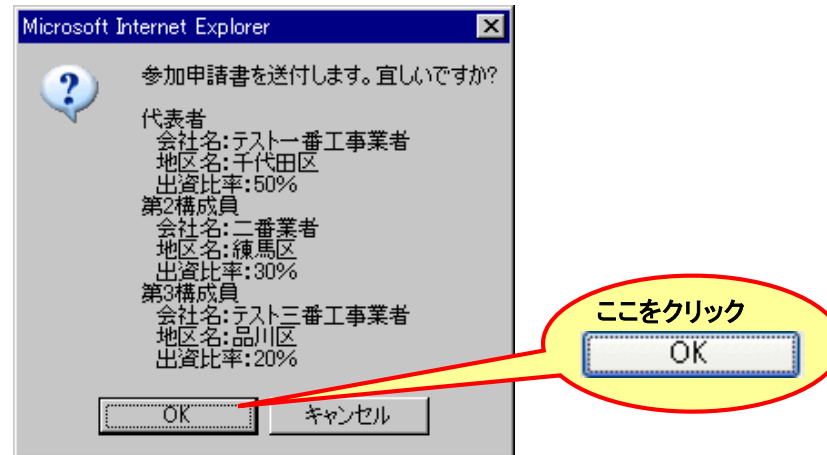 Microsoft Internet Explorer
参加申請書を送付します。宜しいですか?
代表者
会社名:テスト一番工事業者
地区名:千代田区
出資比率:50%
第2構成員
会社名:二番業者
地区名:練馬区
出資比率:30%
第3構成員
会社名:テスト三番工事業者
地区名:品川区
出資比率:20%
OK
キャンセル
ここをクリック
OK